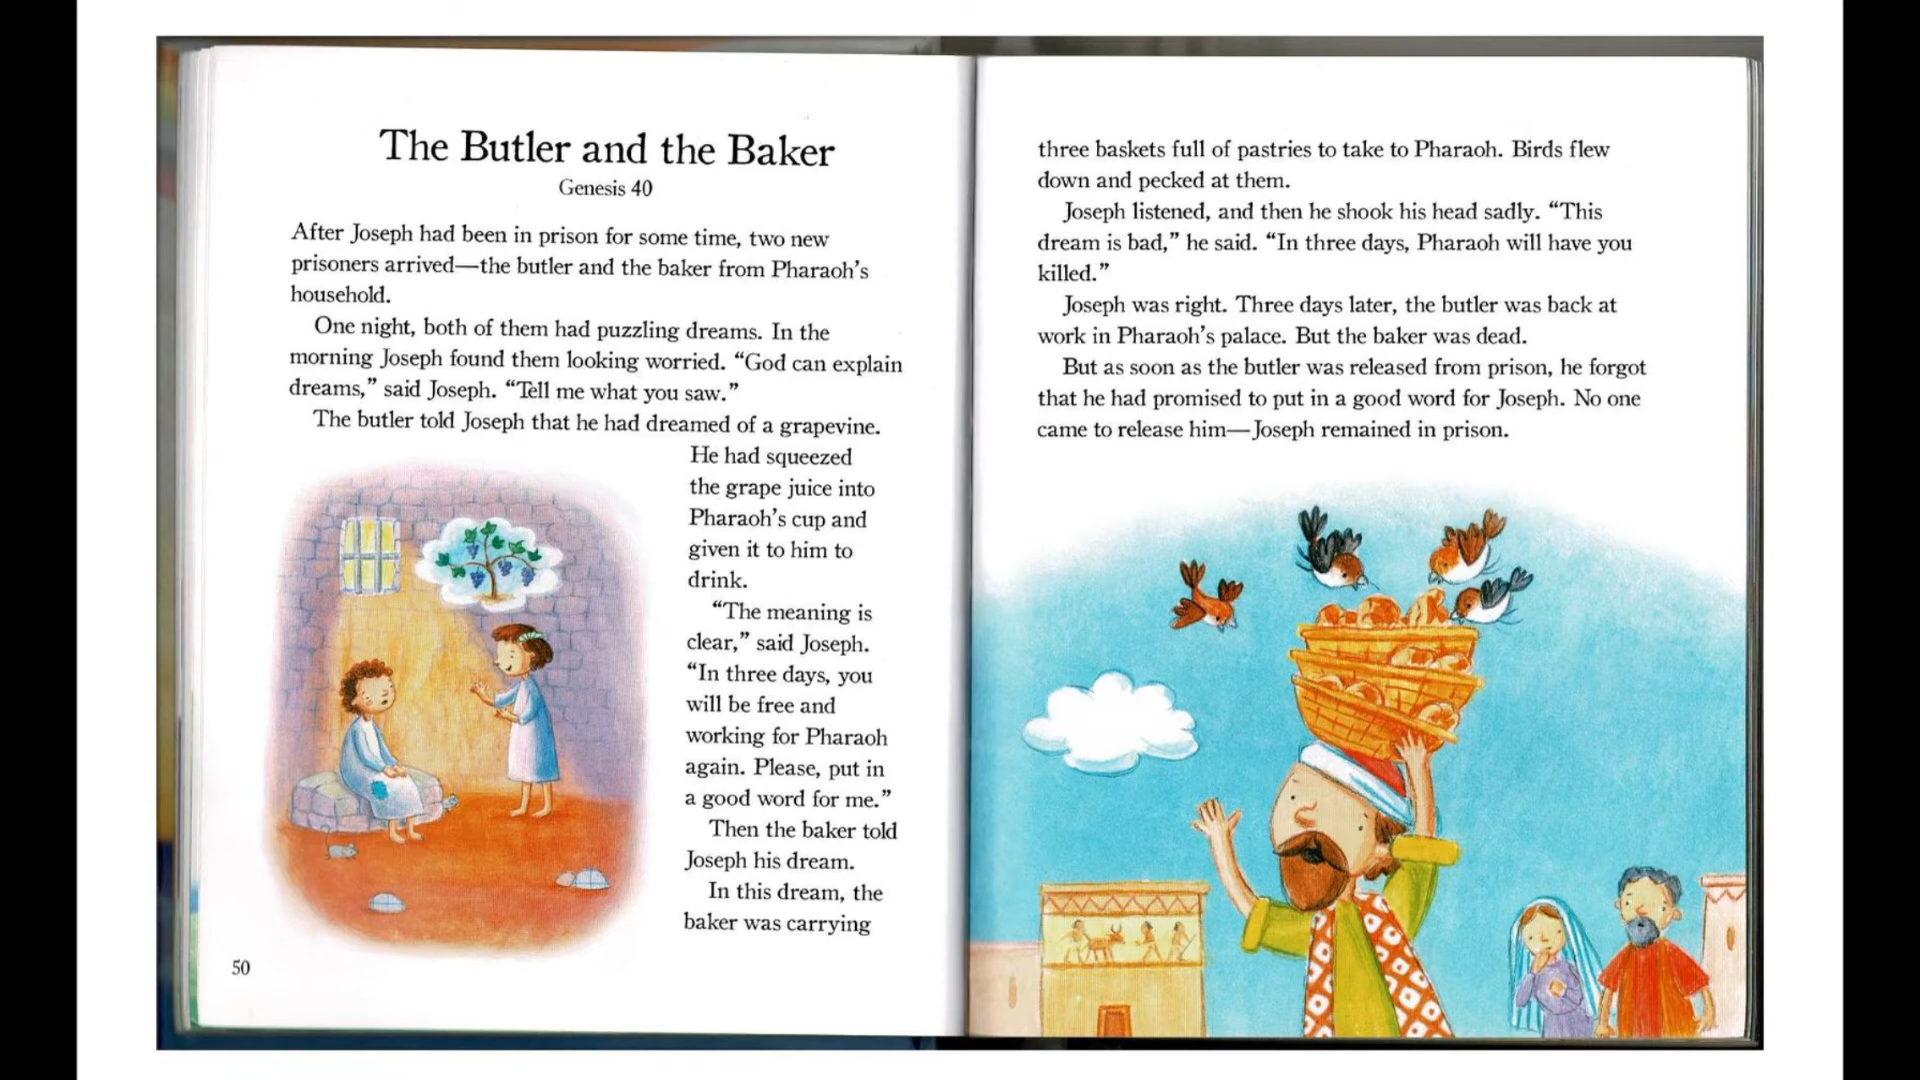 The Butler and the Baker
Genesis 40
After Joseph had been in prison for some time, two new
prisoners arrived—the butler and the baker from Pharaoh’s
household.
One night, both of them had puzzling dreams. In the
morning Joseph found them looking worried. “God can explain
dreams,” said Joseph. “Tell me what you saw.”
The butler told Joseph that he had dreamed of a grapevine.
He had squeezed
the grape juice into
Pharaoh’s cup and
given it to him to
drink.
“The meaning is
clear,” said Joseph.
“In three days, you
will be free and
working for Pharaoh
again. Please, put in
a good word for me.”
Then the baker told
Joseph his dream.
In this dream, the
baker was carrying
50
three baskets full of pastries to take to Pharaoh. Birds flew
down and pecked at them.
Joseph listened, and then he shook his head sadly. “This
dream is bad,” he said. “In three days, Pharaoh will have you
killed.”
Joseph was right. Three days later, the butler was back at
work in Pharaoh’s palace. But the baker was dead.
But as soon as the butler was released from prison, he forgot
that he had promised to put in a good word for Joseph. No one
came to release him—Joseph remained in prison.